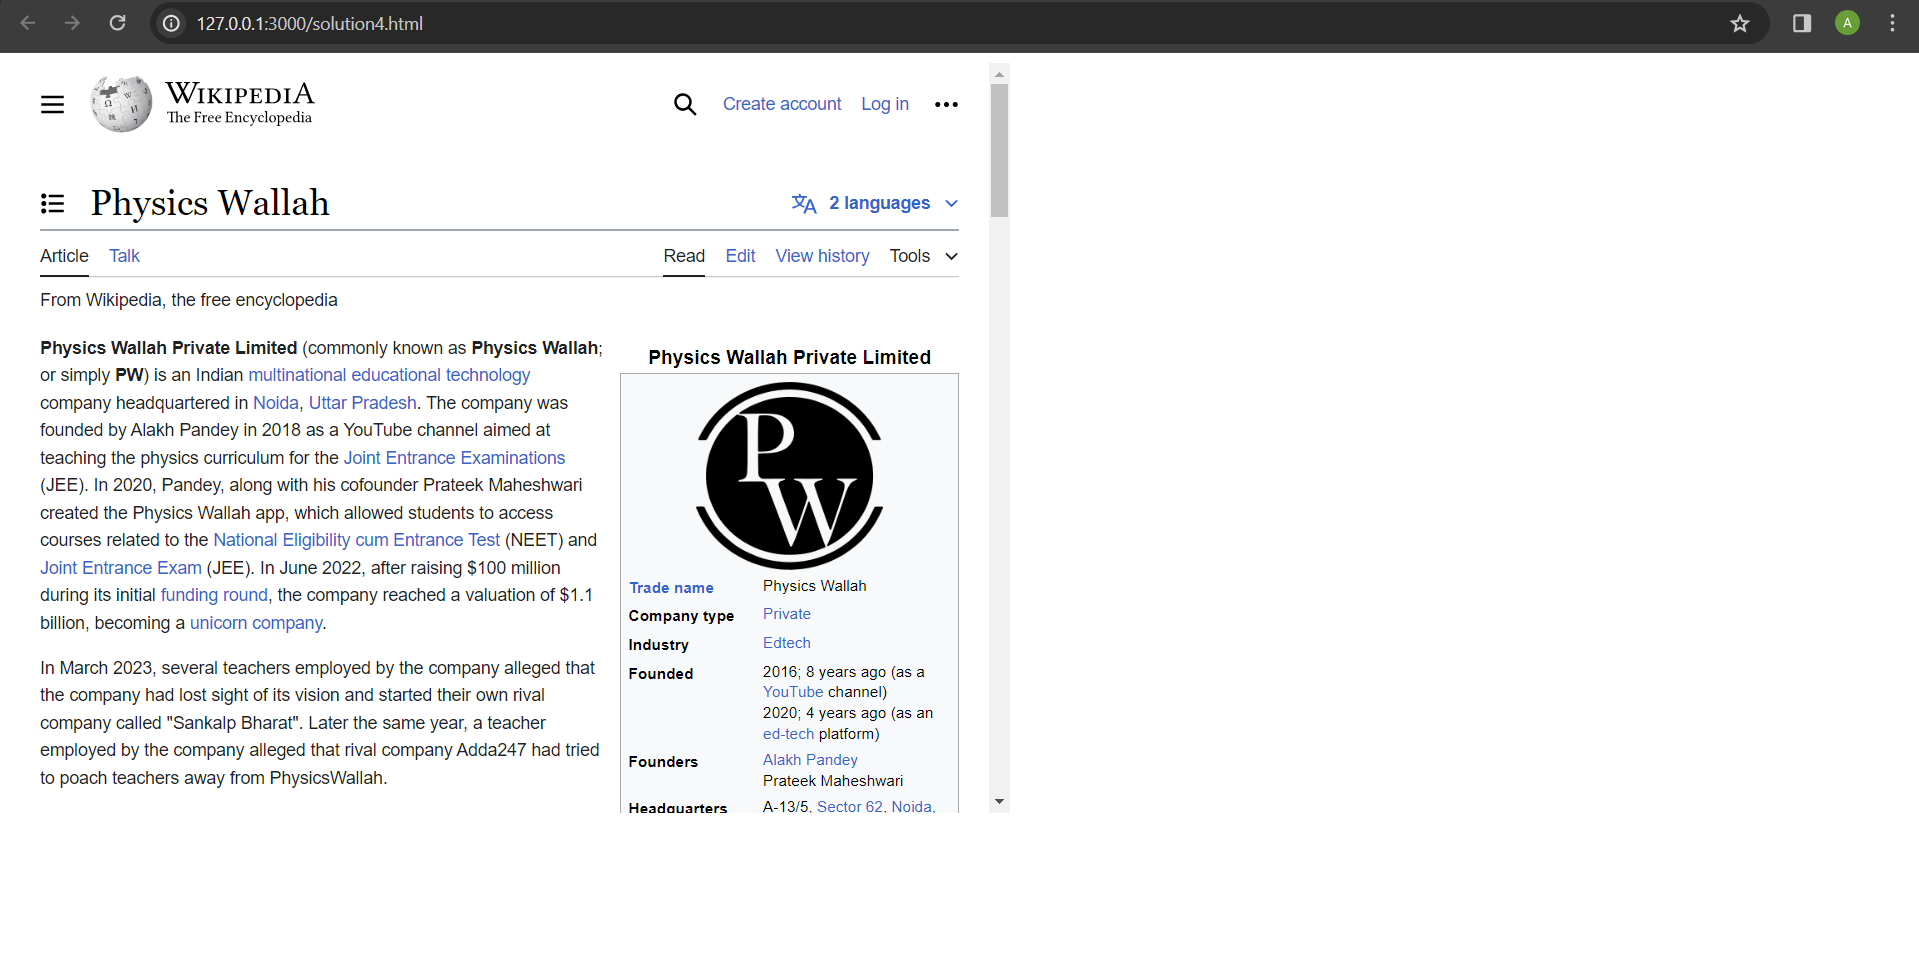 127.0.0.1:3000/solution4.html
A
WIKIPEDIA
The Free Encyclopedia
Create account Log in
Physics Wallah
2 languages
Article Talk
Read Edit View history Tools
From Wikipedia, the free encyclopedia
Physics Wallah Private Limited (commonly known as Physics Wallah;
or simply PW) is an Indian multinational educational technology
company headquartered in Noida, Uttar Pradesh. The company was
founded by Alakh Pandey in 2018 as a YouTube channel aimed at
teaching the physics curriculum for the Joint Entrance Examinations
(JEE). In 2020, Pandey, along with his cofounder Prateek Maheshwari
created the Physics Wallah app, which allowed students to access
courses related to the National Eligibility cum Entrance Test (NEET) and
Joint Entrance Exam (JEE). In June 2022, after raising $100 million
during its initial funding round, the company reached a valuation of $1.1
billion, becoming a unicorn company.
In March 2023, several teachers employed by the company alleged that
the company had lost sight of its vision and started their own rival
company called "Sankalp Bharat". Later the same year, a teacher
employed by the company alleged that rival company Adda247 had tried
to poach teachers away from PhysicsWallah.
Physics Wallah Private Limited
PW
Trade name Physics Wallah
Company type Private
Industry Edtech
Founded 2016; 8 years ago (as a
YouTube channel)
2020; 4 years ago (as an
ed-tech platform)
Founders Alakh Pandey
Prateek Maheshwari
Headquarters A-13/5, Sector 62, Noida,